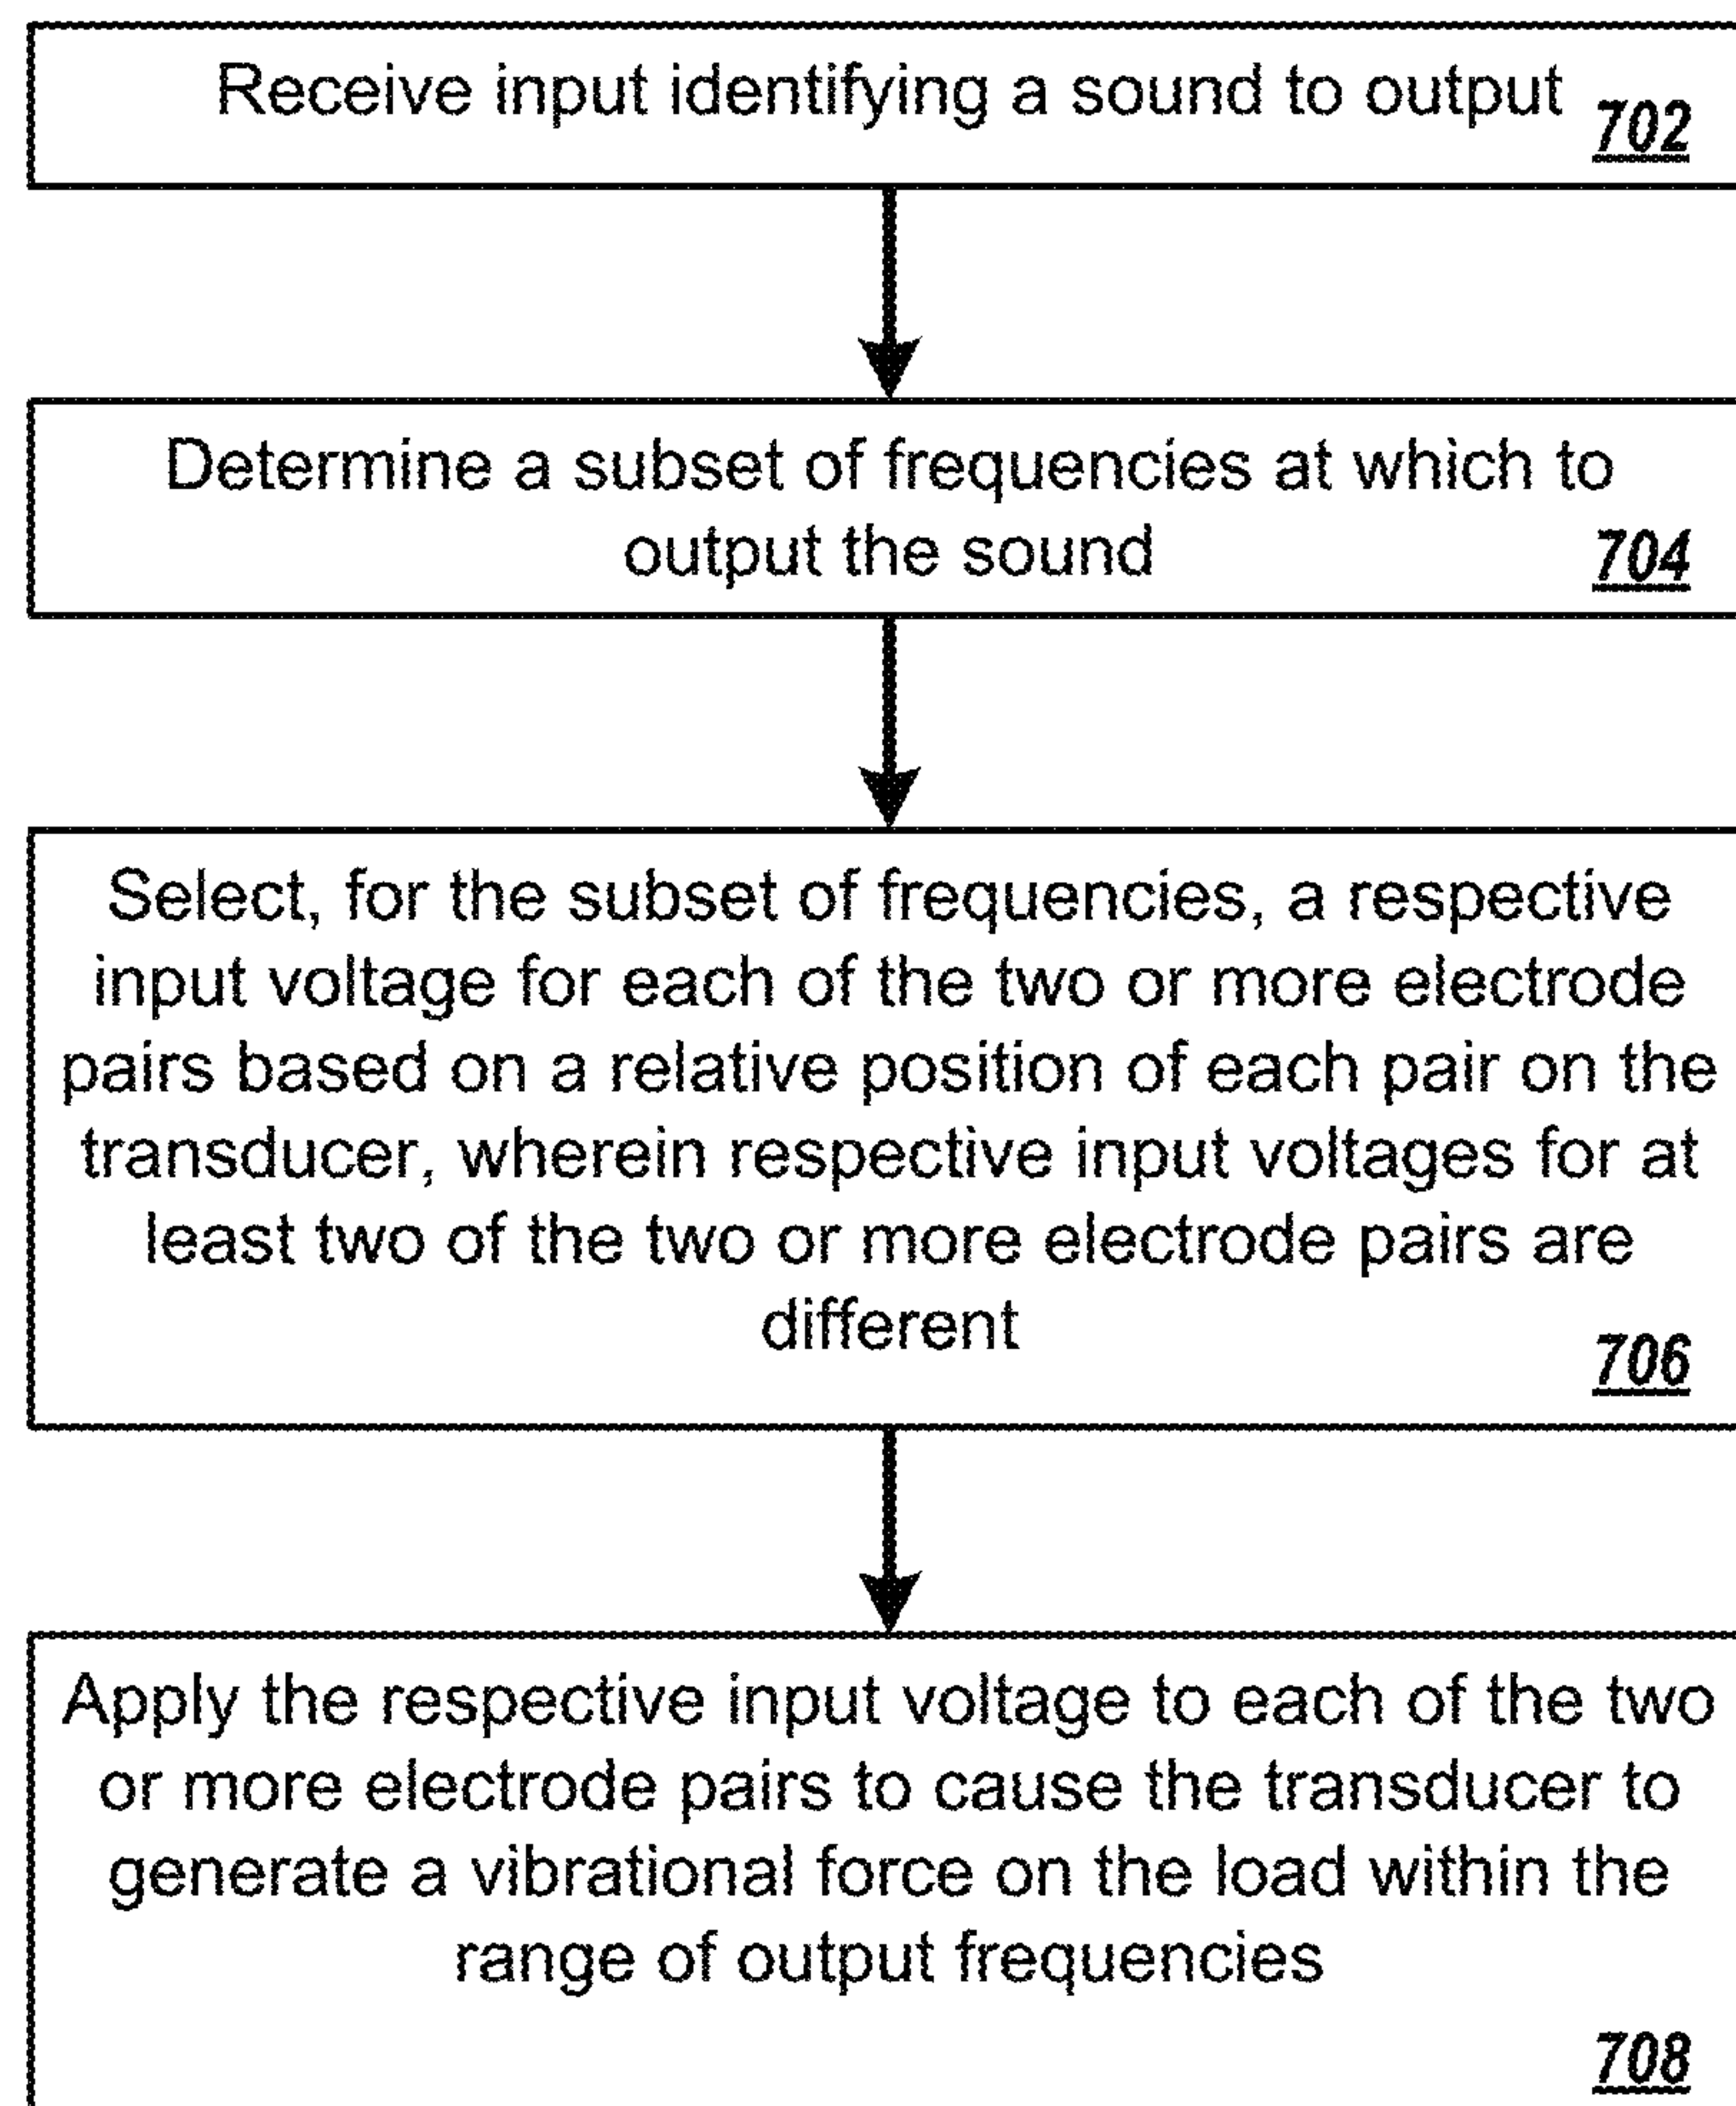 Receive input identifying a sound to output
702
Determine a subset of frequencies at which to
output the sound
704
Select, for the subset of frequencies, a respective
input voltage for each of the two or more electrode
pairs based on a relative position of each pair on the
transducer, wherein respective input voltages for at
least two of the two or more electrode pairs are
different
706
Apply the respective input voltage to each of the two
or more electrode pairs to cause the transducer to
generate a vibrational force on the load within the
range of output frequencies
708